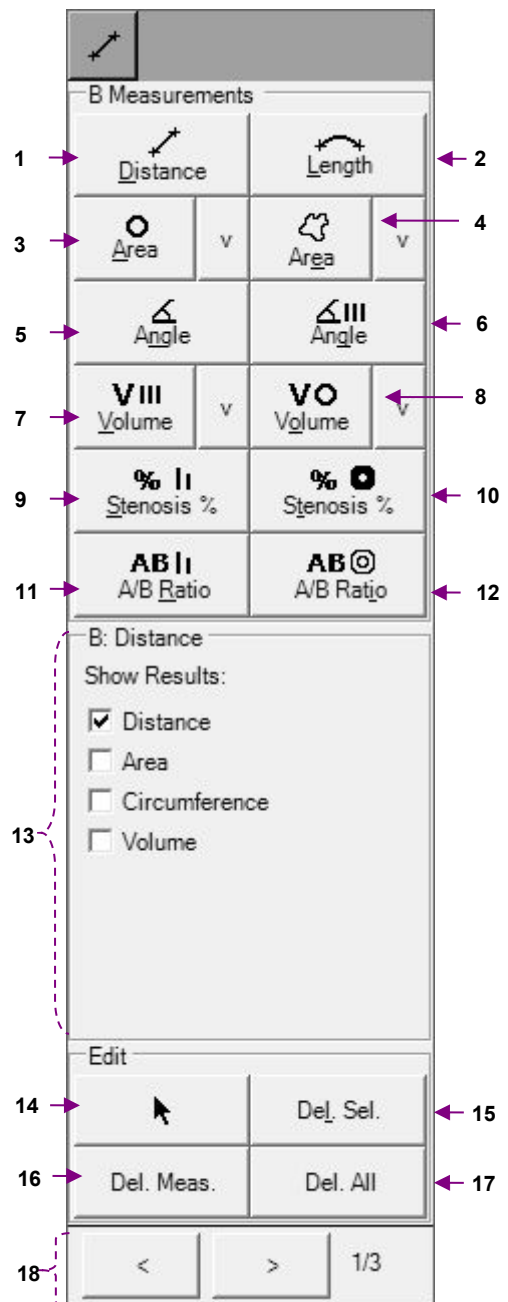 B Measurements
1 Distance Length 2
3 Area v Area v 4
5 Angle Angle 6
7 V Volume v V Volume v 8
9 % Stenosis % % Stenosis % 10
11 AB A/B Ratio AB A/B Ratio 12
B: Distance
Show Results:
Distance
Area
Circumference
13
Volume
Edit
14 Del. Sel. 15
16 Del. Meas. Del. All 17
18 < > 1/3